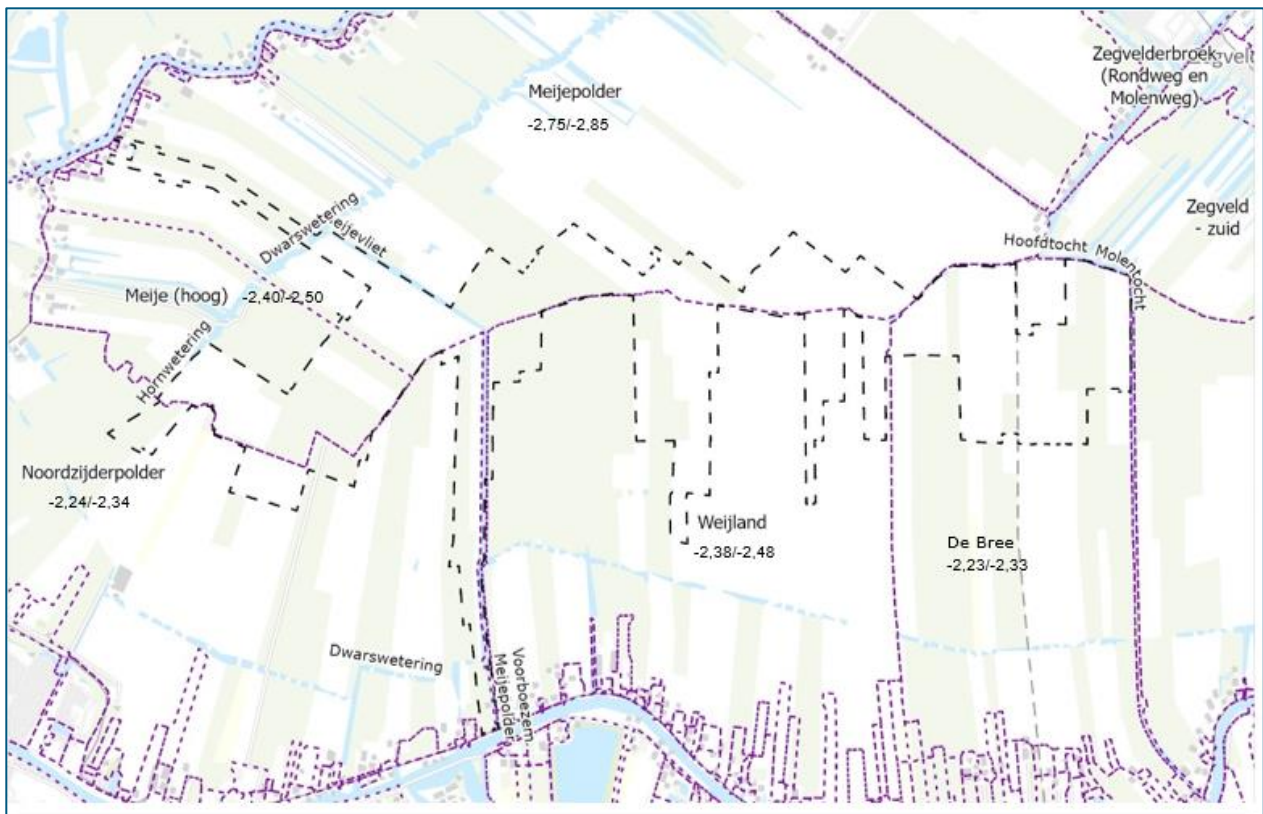 Zegvelderbroek
(Rondweg en
Molenweg)
Zegveld
Meijepolder
-2,75/-2,85
Zegveld
- zuid
Dwarswetering
eijevliet
Hoofdtocht Molentocht
Meije (hoog)
-2,40/-2,50
Hornwetering
Noordzijderpolder
-2,24/-2,34
Weijland
-2,38/-2,48
De Bree
-2,23/-2,33
Dwarswetering
Voorboezem
Meijepolder